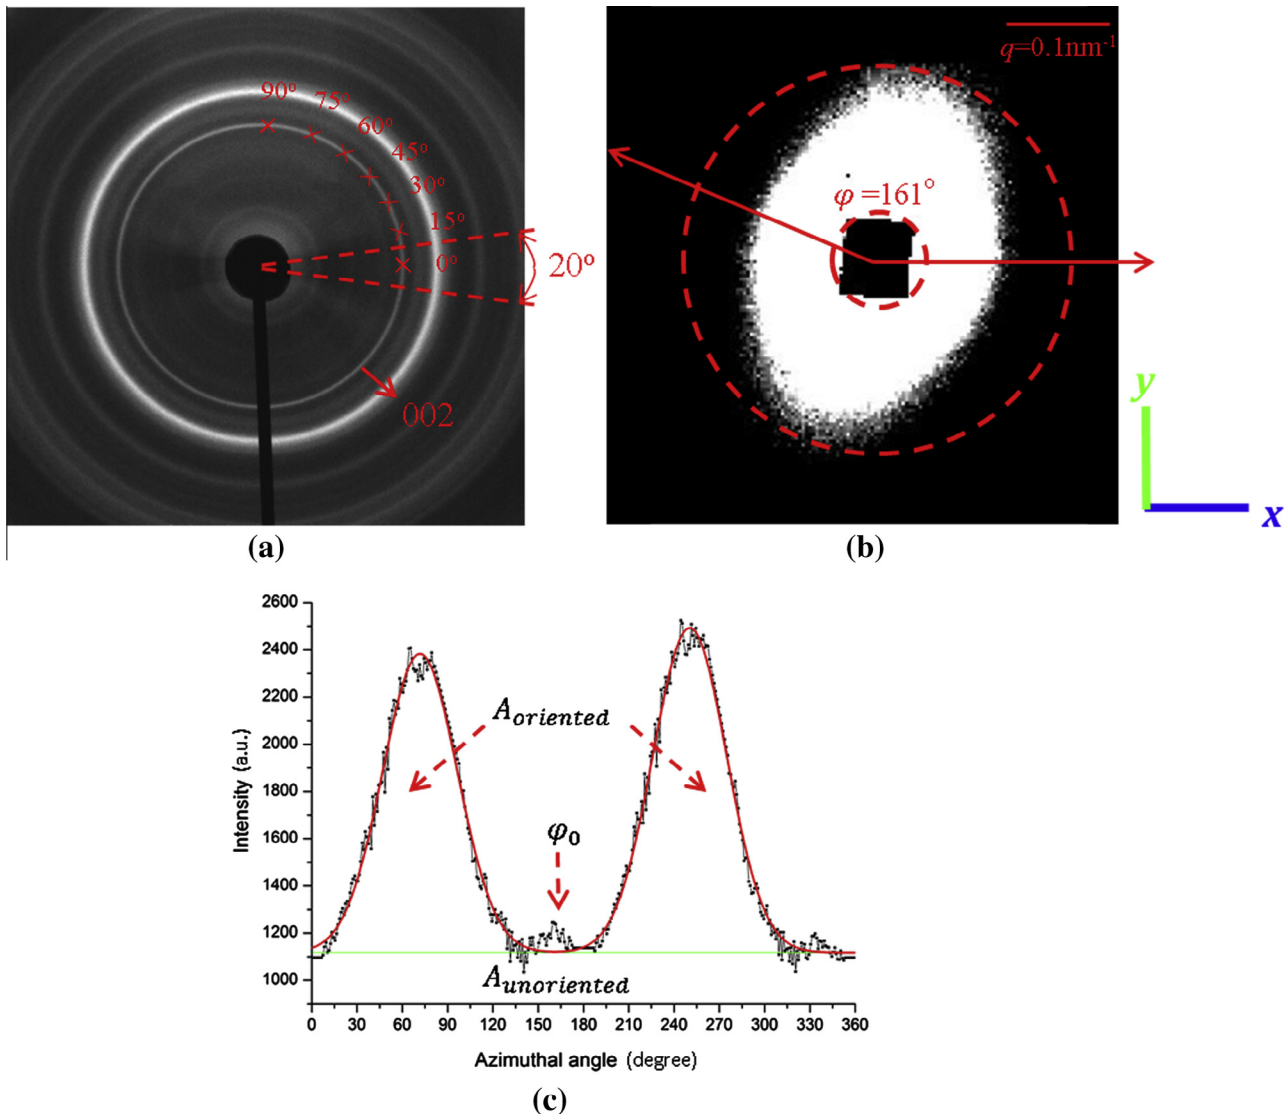 90°
75°
60°
45°
30°
15°
0°
20°
002
(a)
q=0.1nm⁻¹
φ =161°
y
x
(b)
2600
2400
2200
2000
1800
1600
1400
1200
1000
Intensity (a.u.)
A_oriented
φ₀
A_unoriented
0 30 60 90 120 150 180 210 240 270 300 330 360
Azimuthal angle (degree)
(c)